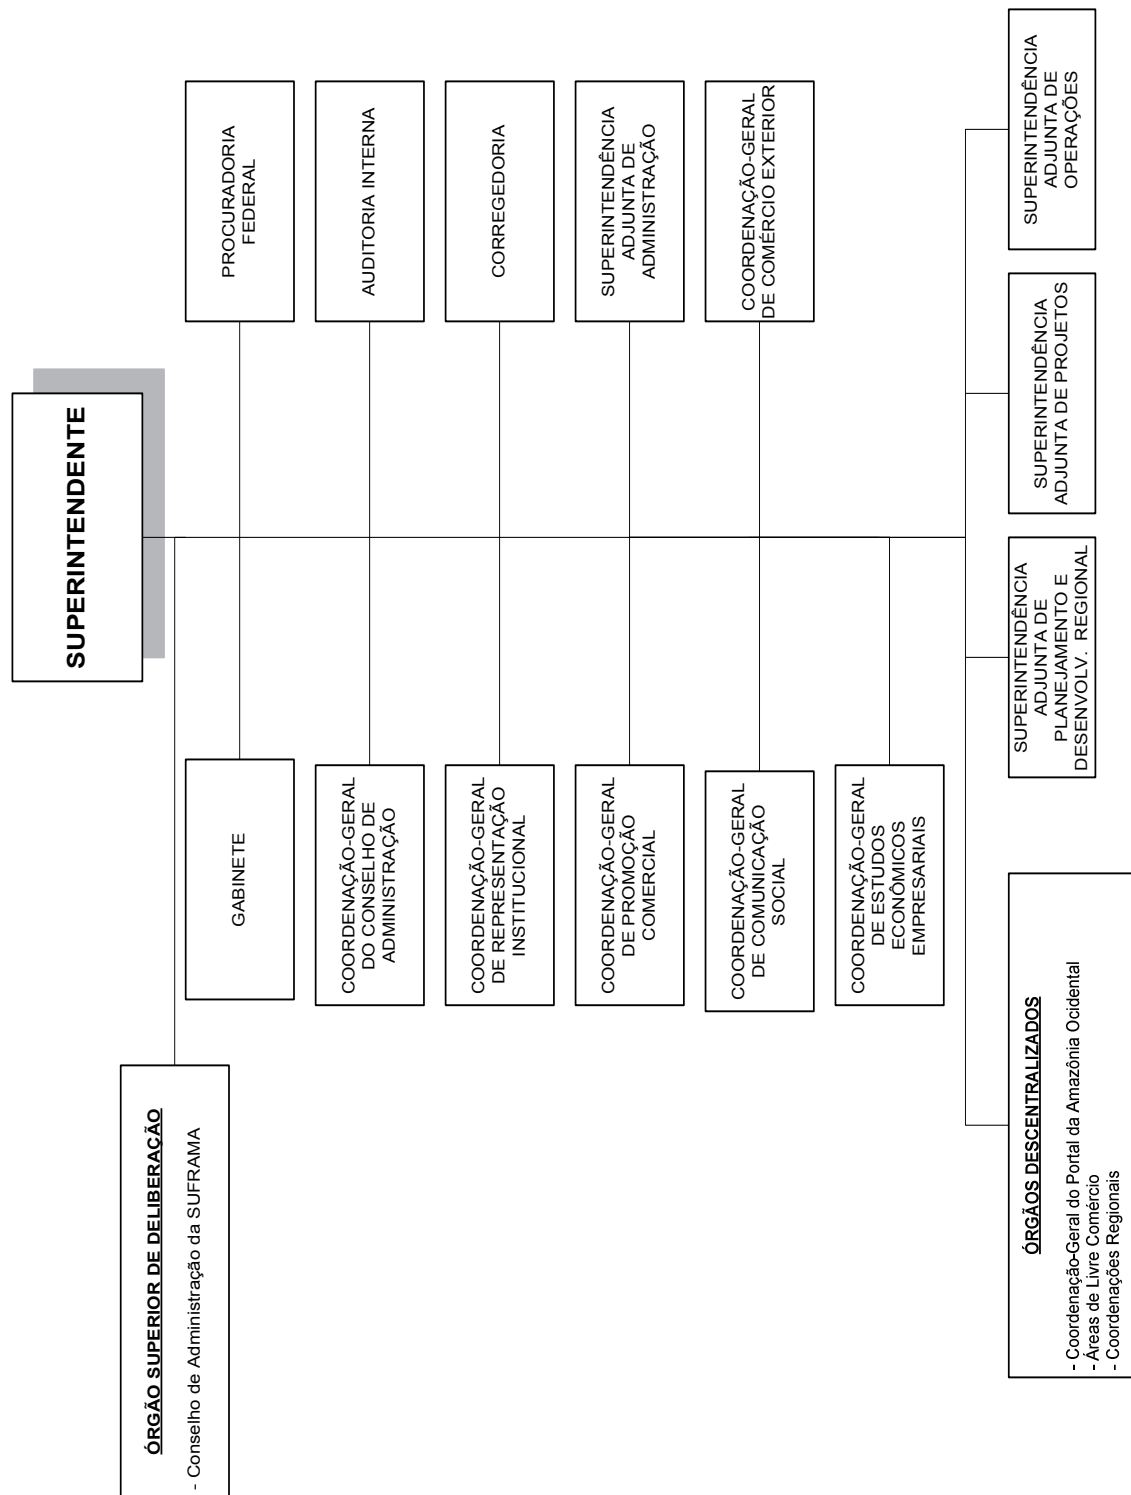 SUPERINTENDENTE
ÓRGÃO SUPERIOR DE DELIBERAÇÃO
- Conselho de Administração da SUFRAMA
GABINETE
PROCURADORIA
FEDERAL
COORDENAÇÃO-GERAL
DO CONSELHO DE
ADMINISTRAÇÃO
AUDITORIA INTERNA
COORDENAÇÃO-GERAL
DE REPRESENTAÇÃO
INSTITUCIONAL
CORREGEDORIA
COORDENAÇÃO-GERAL
DE PROMOÇÃO
COMERCIAL
SUPERINTENDÊNCIA
ADJUNTA DE
ADMINISTRAÇÃO
COORDENAÇÃO-GERAL
DE COMUNICAÇÃO
SOCIAL
COORDENAÇÃO-GERAL
DE COMÉRCIO EXTERIOR
COORDENAÇÃO-GERAL
DE ESTUDOS
ECONÔMICOS
EMPRESARIAIS
ÓRGÃOS DESCENTRALIZADOS
- Coordenação-Geral do Portal da Amazônia Ocidental
- Áreas de Livre Comércio
- Coordenações Regionais
SUPERINTENDÊNCIA
ADJUNTA DE
PLANEJAMENTO E
DESENVOLV. REGIONAL
SUPERINTENDÊNCIA
ADJUNTA DE PROJETOS
SUPERINTENDÊNCIA
ADJUNTA DE
OPERAÇÕES